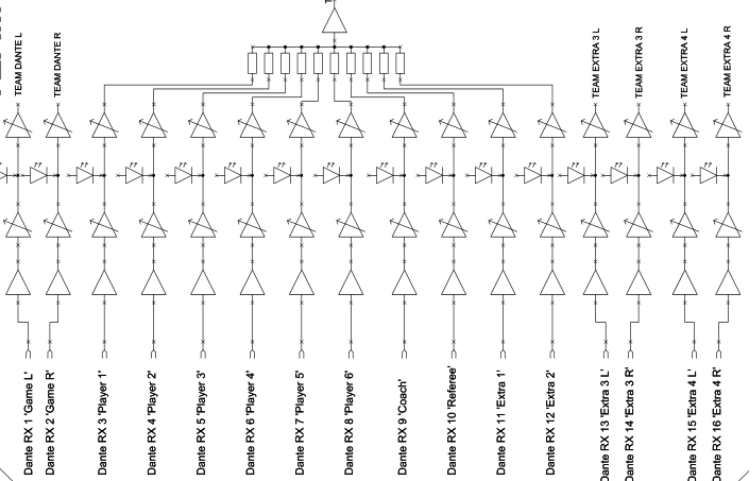 TEAM DANTE L
TEAM DANTE R
TEAM EXTRA 3 L
TEAM EXTRA 3 R
TEAM EXTRA 4 L
TEAM EXTRA 4 R
Dante RX 1 'Game L'
Dante RX 2 'Game R'
Dante RX 3 'Player 1'
Dante RX 4 'Player 2'
Dante RX 5 'Player 3'
Dante RX 6 'Player 4'
Dante RX 7 'Player 5'
Dante RX 8 'Player 6'
Dante RX 9 'Coach'
Dante RX 10 'Referee'
Dante RX 11 'Extra 1'
Dante RX 12 'Extra 2'
Dante RX 13 'Extra 3 L'
Dante RX 14 'Extra 3 R'
Dante RX 15 'Extra 4 L'
Dante RX 16 'Extra 4 R'